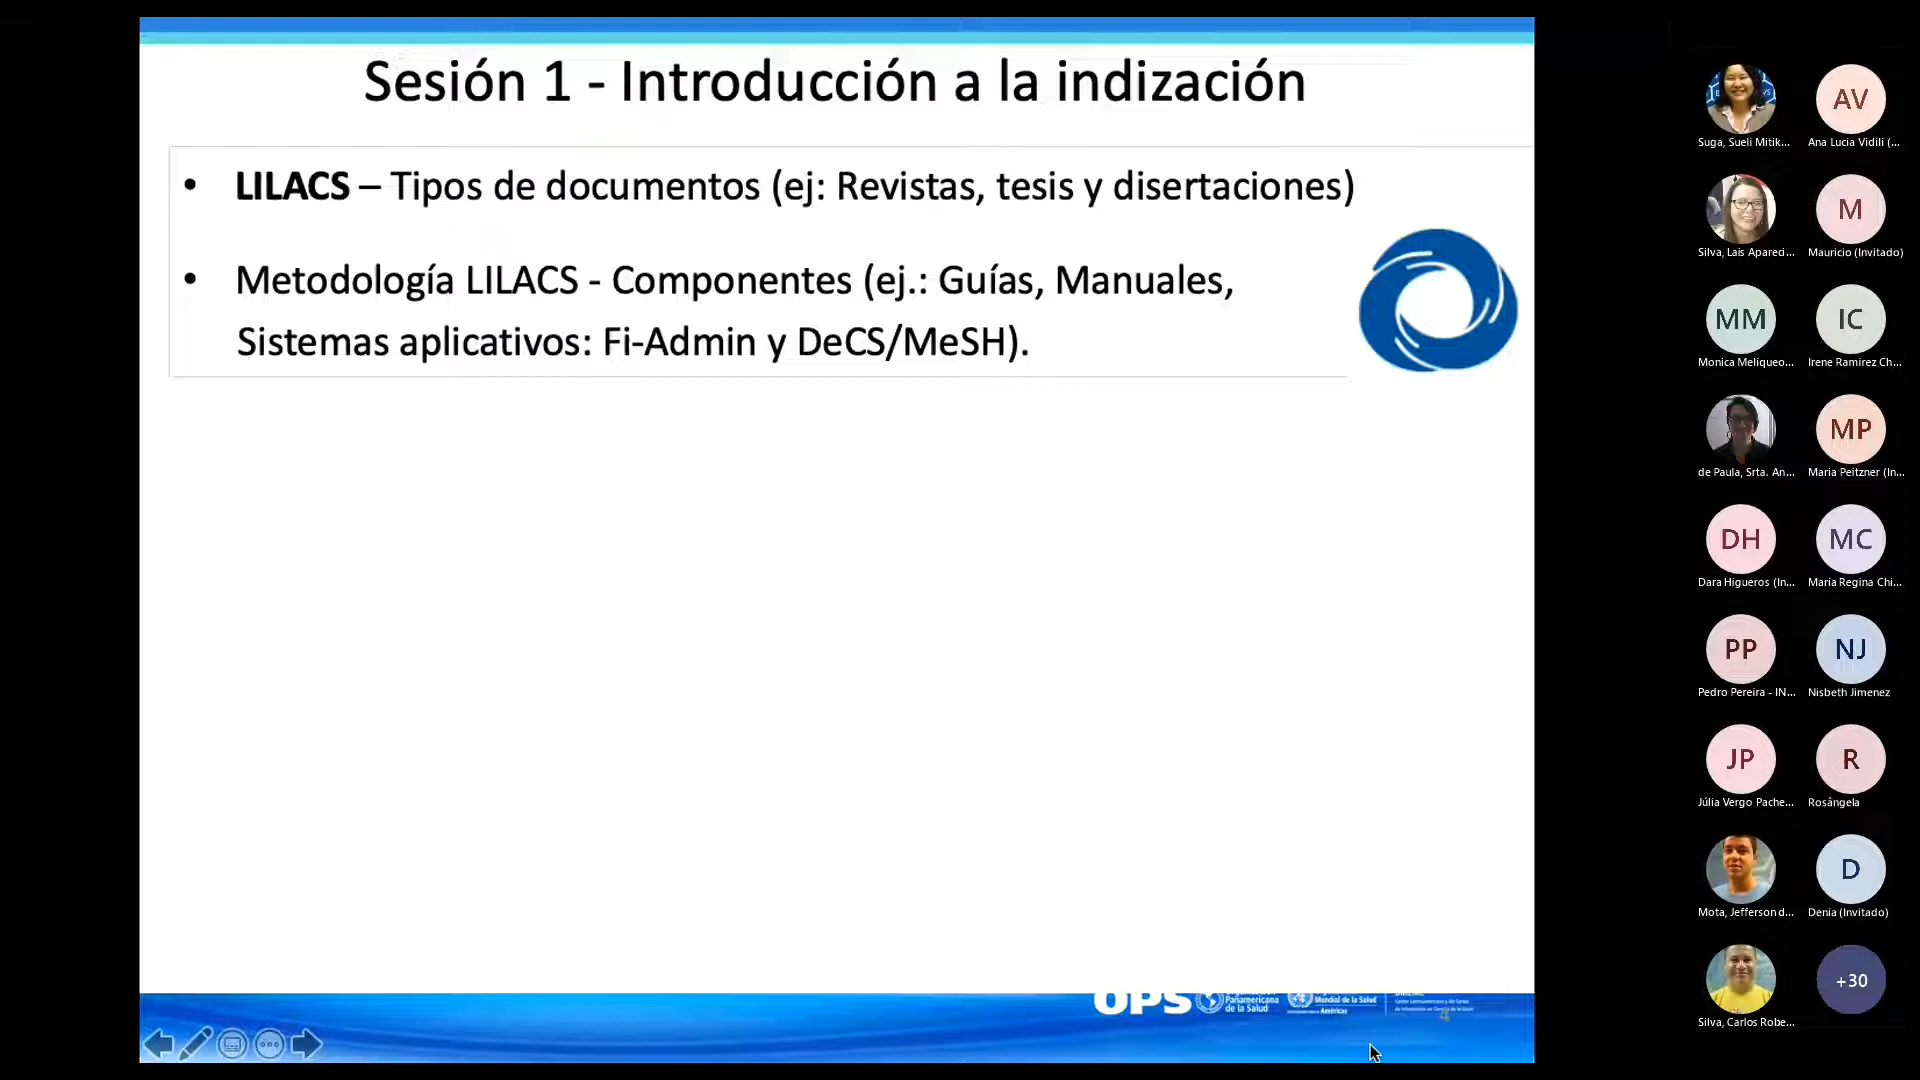 Sesión 1 - Introducción a la indización
• LILACS – Tipos de documentos (ej: Revistas, tesis y disertaciones)
• Metodología LILACS - Componentes (ej.: Guías, Manuales,
Sistemas aplicativos: Fi-Admin y DeCS/MeSH).
OPS
Panamericana
de la Salud
Mundial de la Salud
Américas
4
Suga, Sueli Mitik...
AV
Ana Lucia Vidili (...
Silva, Lais Apareci...
M
Mauricio (Invitado)
MM
Monica Meliqueo...
IC
Irene Ramirez Ch...
de Paula, Srta. An...
MP
Maria Peitzner (In...
DH
Dara Higueros (In...
MC
Maria Regina Chi...
PP
Pedro Pereira - IN...
NJ
Nisbeth Jimenez
JP
Júlia Vergo Pache...
R
Rosângela
Mota, Jefferson d...
D
Denia (Invitado)
Silva, Carlos Robe...
+30